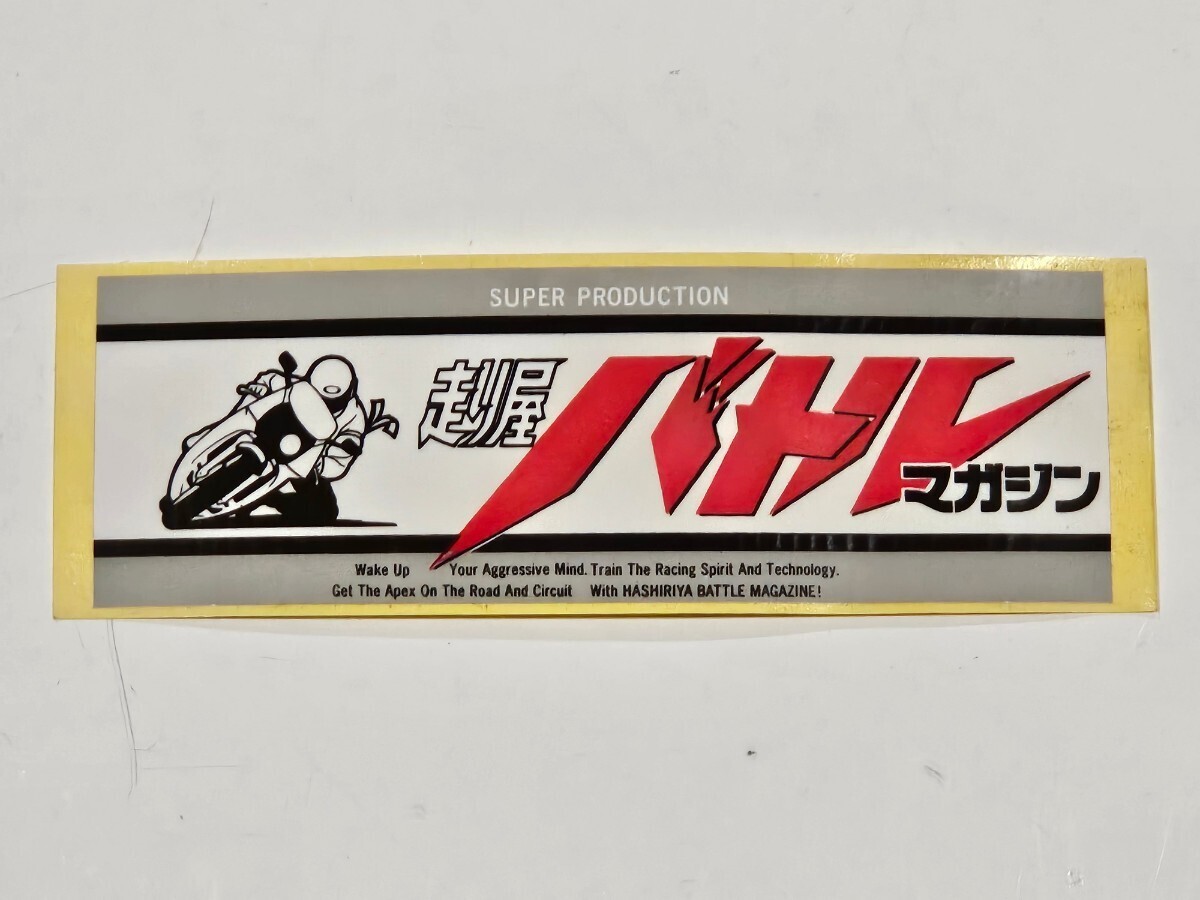 SUPER PRODUCTION
走り屋
バトル
マガジン
Wake Up Your Aggressive Mind. Train The Racing Spirit And Technology.
Get The Apex On The Road And Circuit With HASHIRIYA BATTLE MAGAZINE!